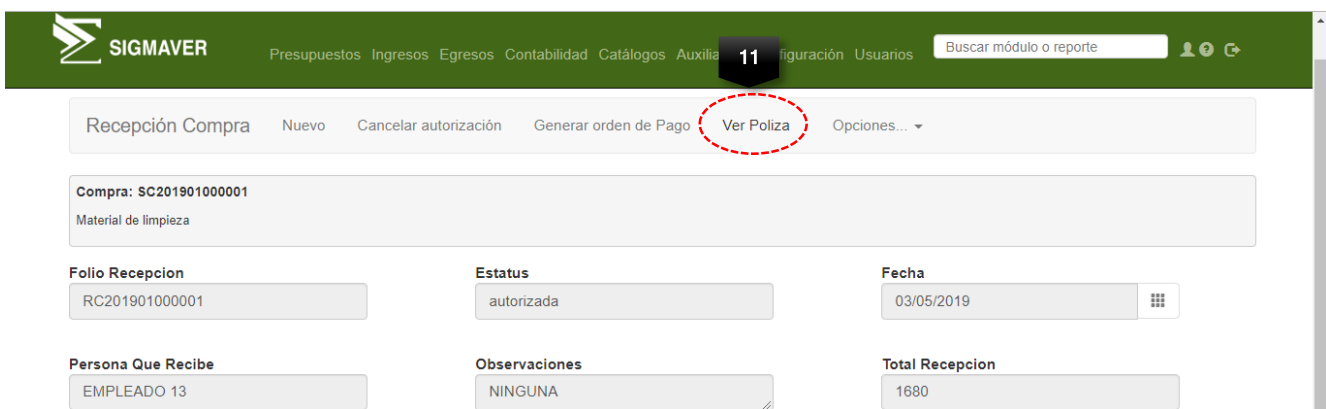 SIGMAVER
Presupuestos Ingresos Egresos Contabilidad Catálogos Auxilia 11 figuración Usuarios Buscar módulo o reporte
Recepción Compra Nuevo Cancelar autorización Generar orden de Pago Ver Poliza Opciones...
Compra: SC201901000001
Material de limpieza
Folio Recepcion Estatus Fecha
RC201901000001 autorizada 03/05/2019
Persona Que Recibe Observaciones Total Recepcion
EMPLEADO 13 NINGUNA 1680